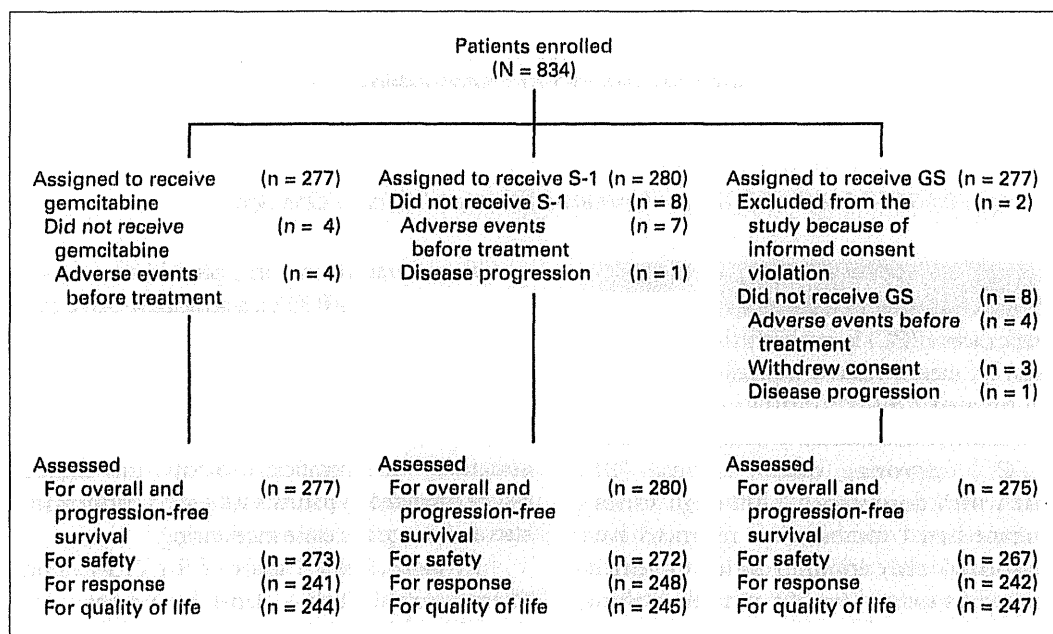 Patients enrolled
(N = 834)
Assigned to receive (n = 277)
gemcitabine
Did not receive (n = 4)
gemcitabine
Adverse events (n = 4)
before treatment
Assigned to receive S-1 (n = 280)
Did not receive S-1 (n = 8)
Adverse events (n = 7)
before treatment
Disease progression (n = 1)
Assigned to receive GS (n = 277)
Excluded from the (n = 2)
study because of
informed consent
violation
Did not receive GS (n = 8)
Adverse events before (n = 4)
treatment
Withdrew consent (n = 3)
Disease progression (n = 1)
Assessed
For overall and (n = 277)
progression-free
survival
For safety (n = 273)
For response (n = 241)
For quality of life (n = 244)
Assessed
For overall and (n = 280)
progression-free
survival
For safety (n = 272)
For response (n = 248)
For quality of life (n = 245)
Assessed
For overall and (n = 275)
progression-free
survival
For safety (n = 267)
For response (n = 242)
For quality of life (n = 247)